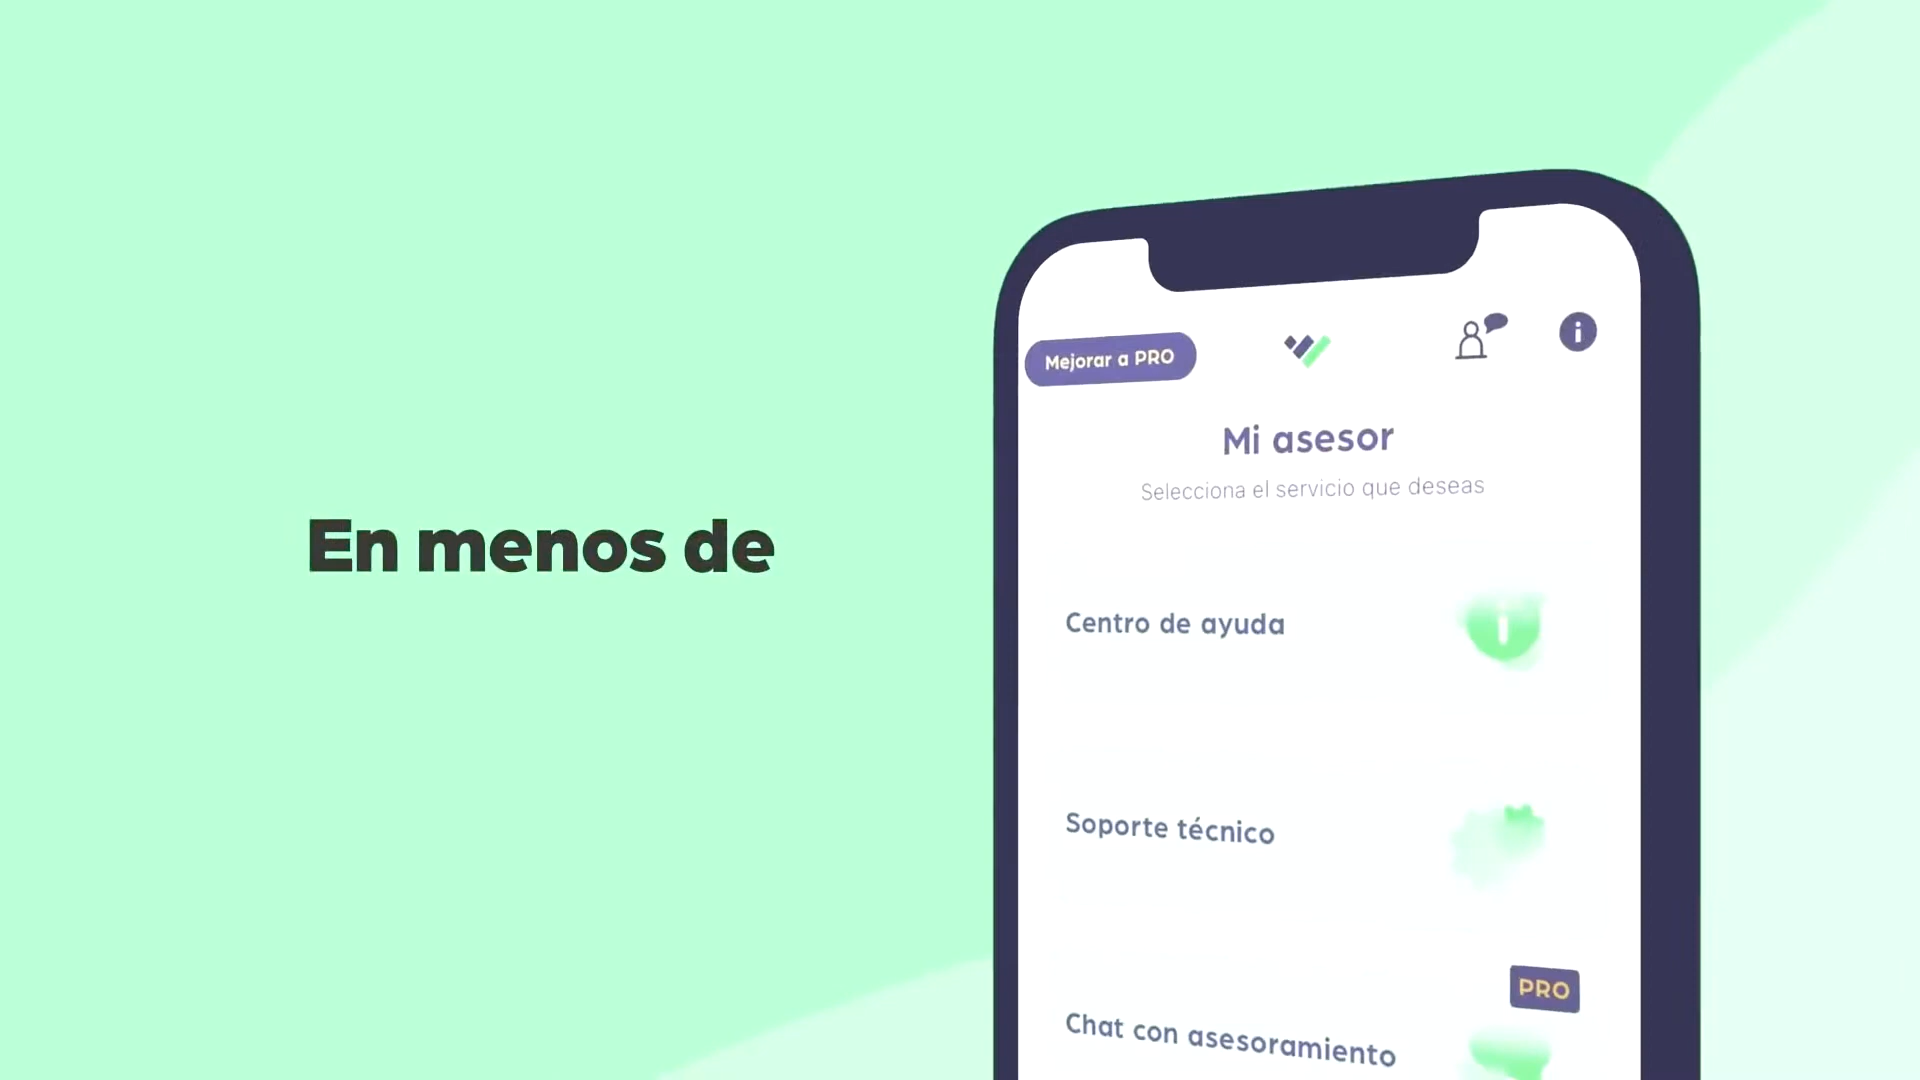 En menos de
Mejorar a PRO
Mi asesor
Selecciona el servicio que deseas
Centro de ayuda
Soporte técnico
PRO
Chat con asesoramiento